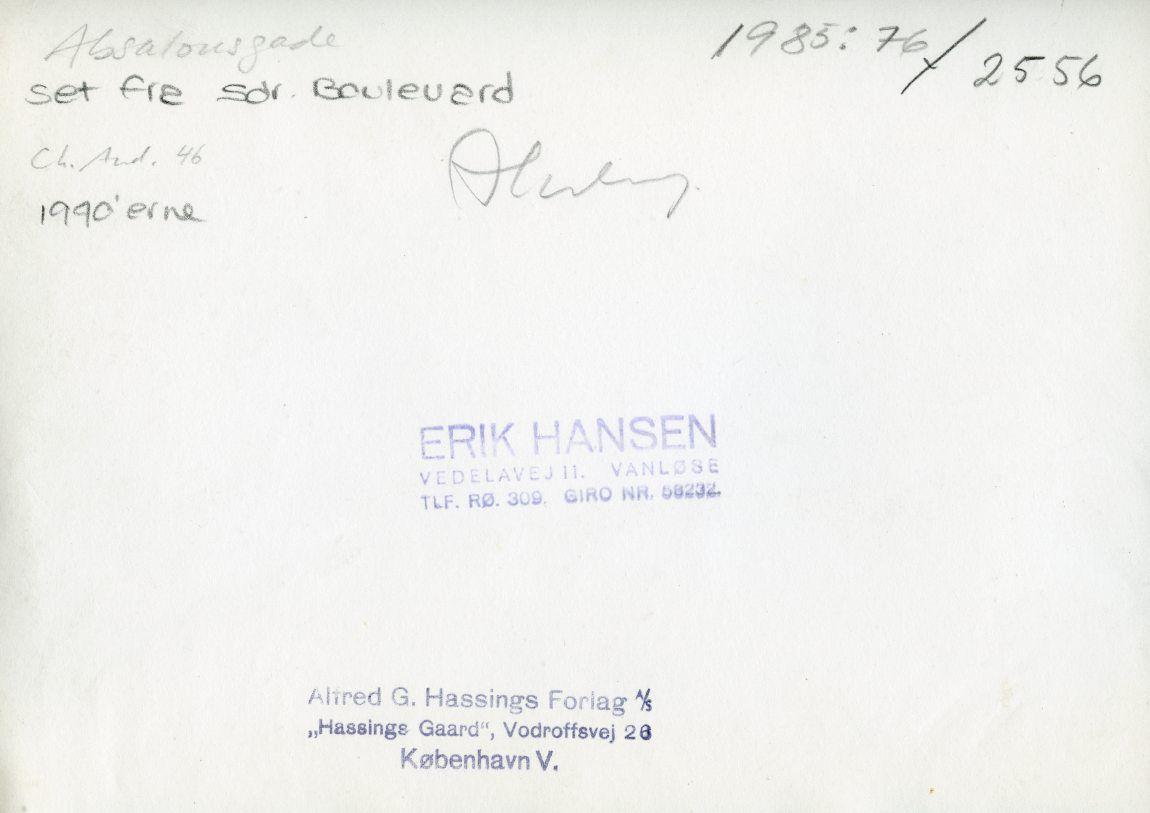 Absalonsgade
set fra sdr. Boulevard
1985: 76 / 2556
Ch. And. 46
1940'erne
ERIK HANSEN
VEDELAVEJ 11. VANLØSE
TLF. RØ. 309. GIRO NR. 58232.
Alfred G. Hassings Forlag A/S
„Hassings Gaard“, Vodroffsvej 26
København V.